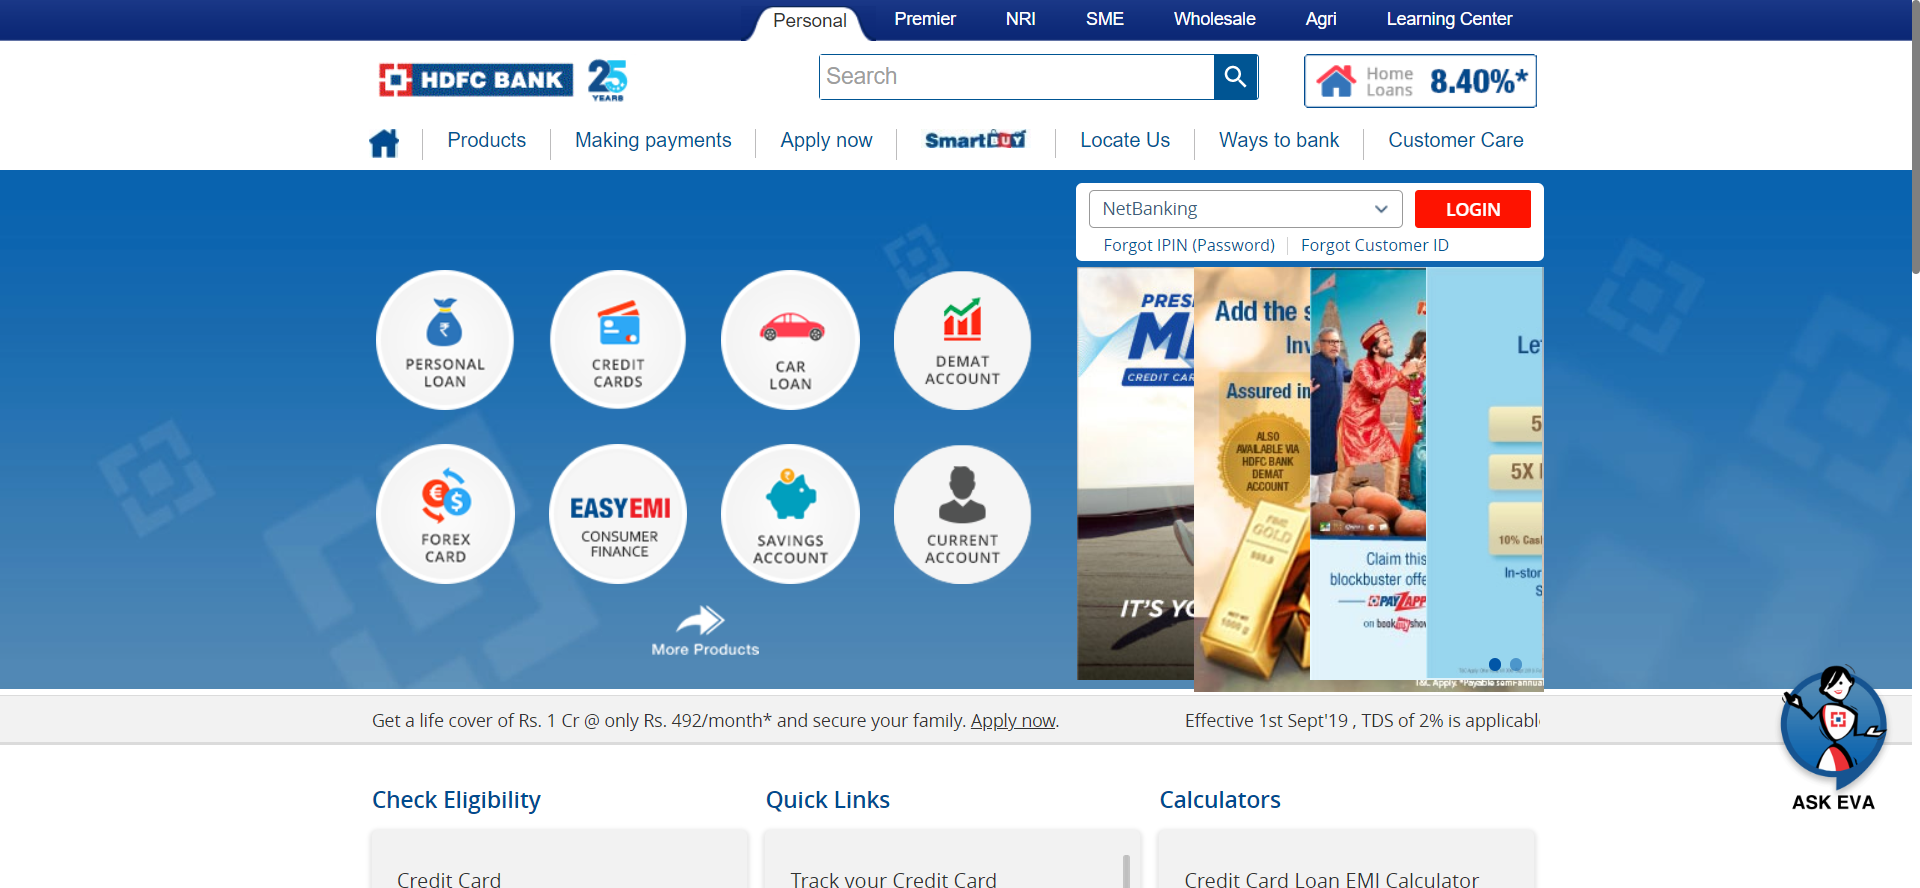 Personal
Premier
NRI
SME
Wholesale
Agri
Learning Center
HDFC BANK
25
YEARS
Search
Home
Loans
8.40%*
Products
Making payments
Apply now
SmartBUY
Locate Us
Ways to bank
Customer Care
NetBanking
LOGIN
Forgot IPIN (Password)
Forgot Customer ID
PERSONAL
LOAN
CREDIT
CARDS
CAR
LOAN
DEMAT
ACCOUNT
FOREX
CARD
EASYEMI
CONSUMER
FINANCE
SAVINGS
ACCOUNT
CURRENT
ACCOUNT
More Products
CREDIT CAR
IT'S YO
Add the s
Inv
Assured in
ALSO
AVAILABLE VIA
HDFC BANK
DEMAT
ACCOUNT
FINE
GOLD
999.9
1000 g
Claim this
blockbuster offe
PAYZAPP
on bookmyshow
Le
5
5X
10% Cas
In-stor
S
T&C Apply. *Payable semi-annua
Get a life cover of Rs. 1 Cr @ only Rs. 492/month* and secure your family. Apply now.
Effective 1st Sept'19 , TDS of 2% is applicabl
ASK EVA
Check Eligibility
Quick Links
Calculators
Credit Card
Track your Credit Card
Credit Card Loan EMI Calculator